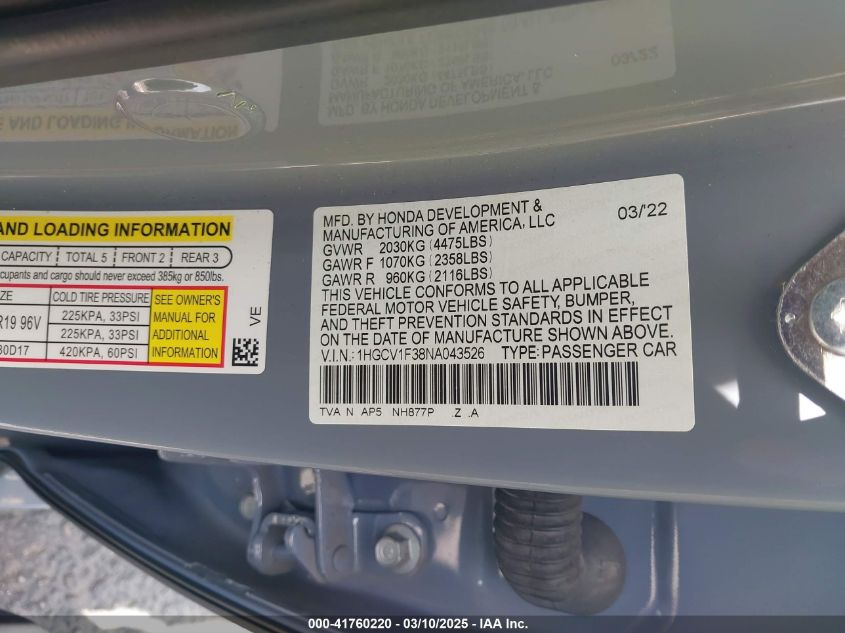 AND LOADING INFORMATION
CAPACITY TOTAL 5 FRONT 2 REAR 3
cupants and cargo should never exceed 385kg or 850lbs.
ZE COLD TIRE PRESSURE SEE OWNER'S MANUAL FOR ADDITIONAL INFORMATION
R19 96V 225KPA, 33PSI
225KPA, 33PSI
80D17 420KPA, 60PSI
VE
MFD. BY HONDA DEVELOPMENT & 03/'22
MANUFACTURING OF AMERICA, LLC
GVWR 2030KG (4475LBS)
GAWR F 1070KG (2358LBS)
GAWR R 960KG (2116LBS)
THIS VEHICLE CONFORMS TO ALL APPLICABLE
FEDERAL MOTOR VEHICLE SAFETY, BUMPER,
AND THEFT PREVENTION STANDARDS IN EFFECT
ON THE DATE OF MANUFACTURE SHOWN ABOVE.
V.I.N.: 1HGCV1F38NA043526 TYPE: PASSENGER CAR
TVA N AP5 NH877P .Z .A
000-41760220 - 03/10/2025 - IAA Inc.